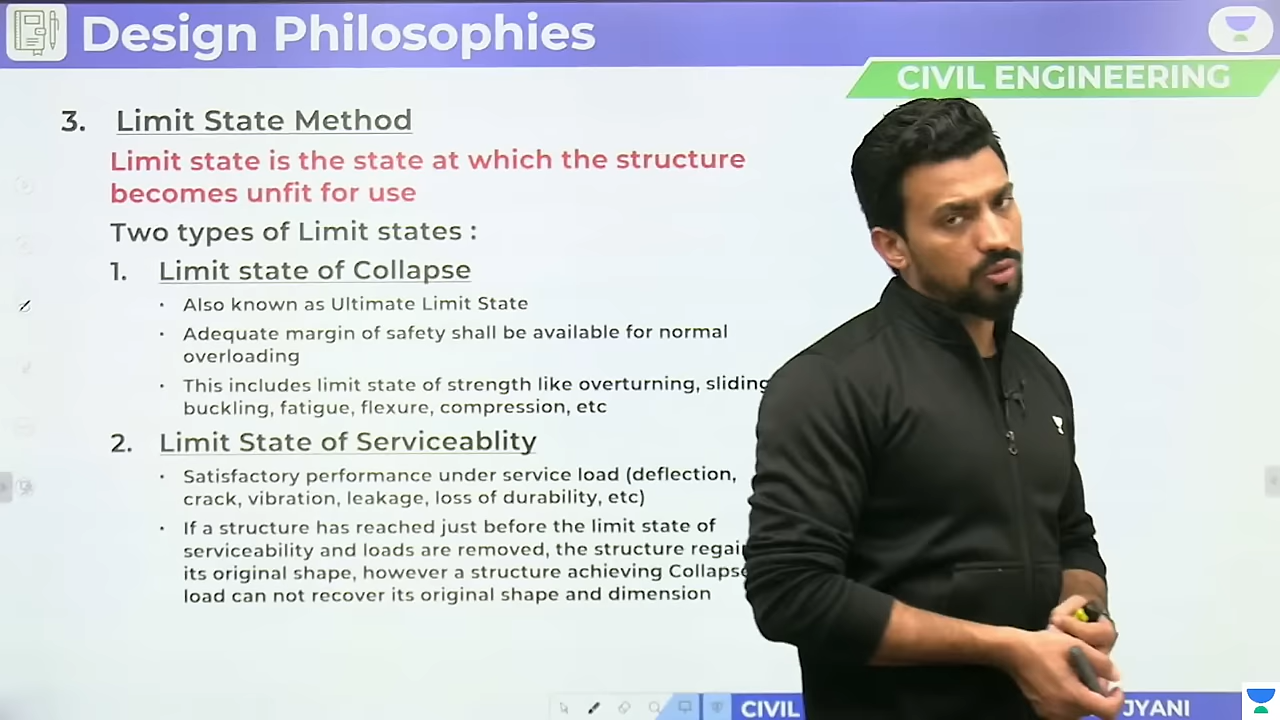 Design Philosophies
CIVIL ENGINEERING
3. Limit State Method
Limit state is the state at which the structure
becomes unfit for use
Two types of Limit states :
1. Limit state of Collapse
• Also known as Ultimate Limit State
• Adequate margin of safety shall be available for normal
overloading
• This includes limit state of strength like overturning, sliding
buckling, fatigue, flexure, compression, etc
2. Limit State of Serviceablity
• Satisfactory performance under service load (deflection,
crack, vibration, leakage, loss of durability, etc)
• If a structure has reached just before the limit state of
serviceability and loads are removed, the structure regai
its original shape, however a structure achieving Collapse
load can not recover its original shape and dimension
CIVIL
JYANI